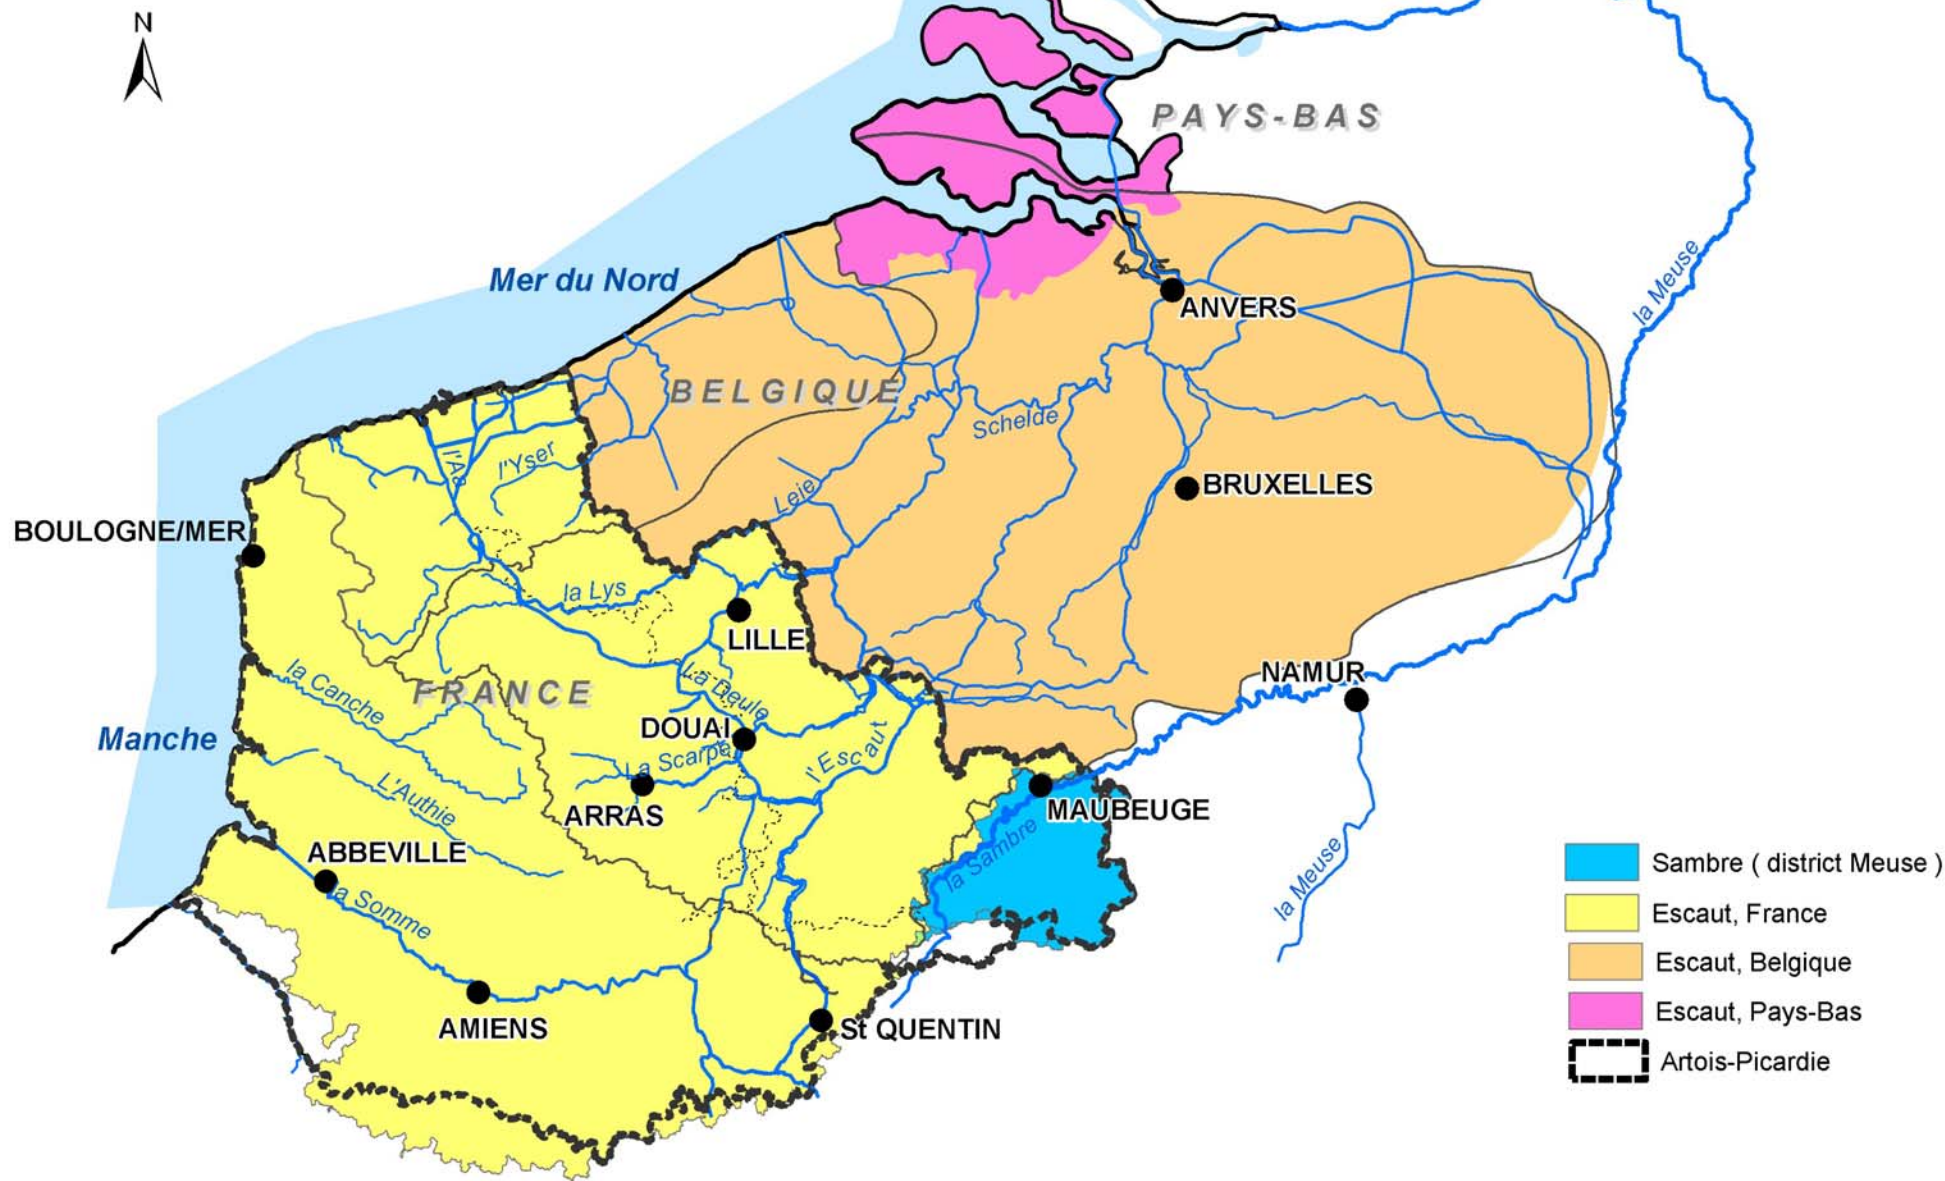 N
PAYS-BAS
Mer du Nord
la Meuse
ANVERS
BELGIQUE
Schelde
l'Aa
l'Yser
Leie
BRUXELLES
BOULOGNE/MER
la Lys
LILLE
la Canche
FRANCE
La Deule
NAMUR
Manche
DOUAI
La Scarpe
l'Escaut
L'Authie
ARRAS
MAUBEUGE
la Sambre
ABBEVILLE
la Somme
la Meuse
AMIENS
St QUENTIN
Sambre ( district Meuse )
Escaut, France
Escaut, Belgique
Escaut, Pays-Bas
Artois-Picardie